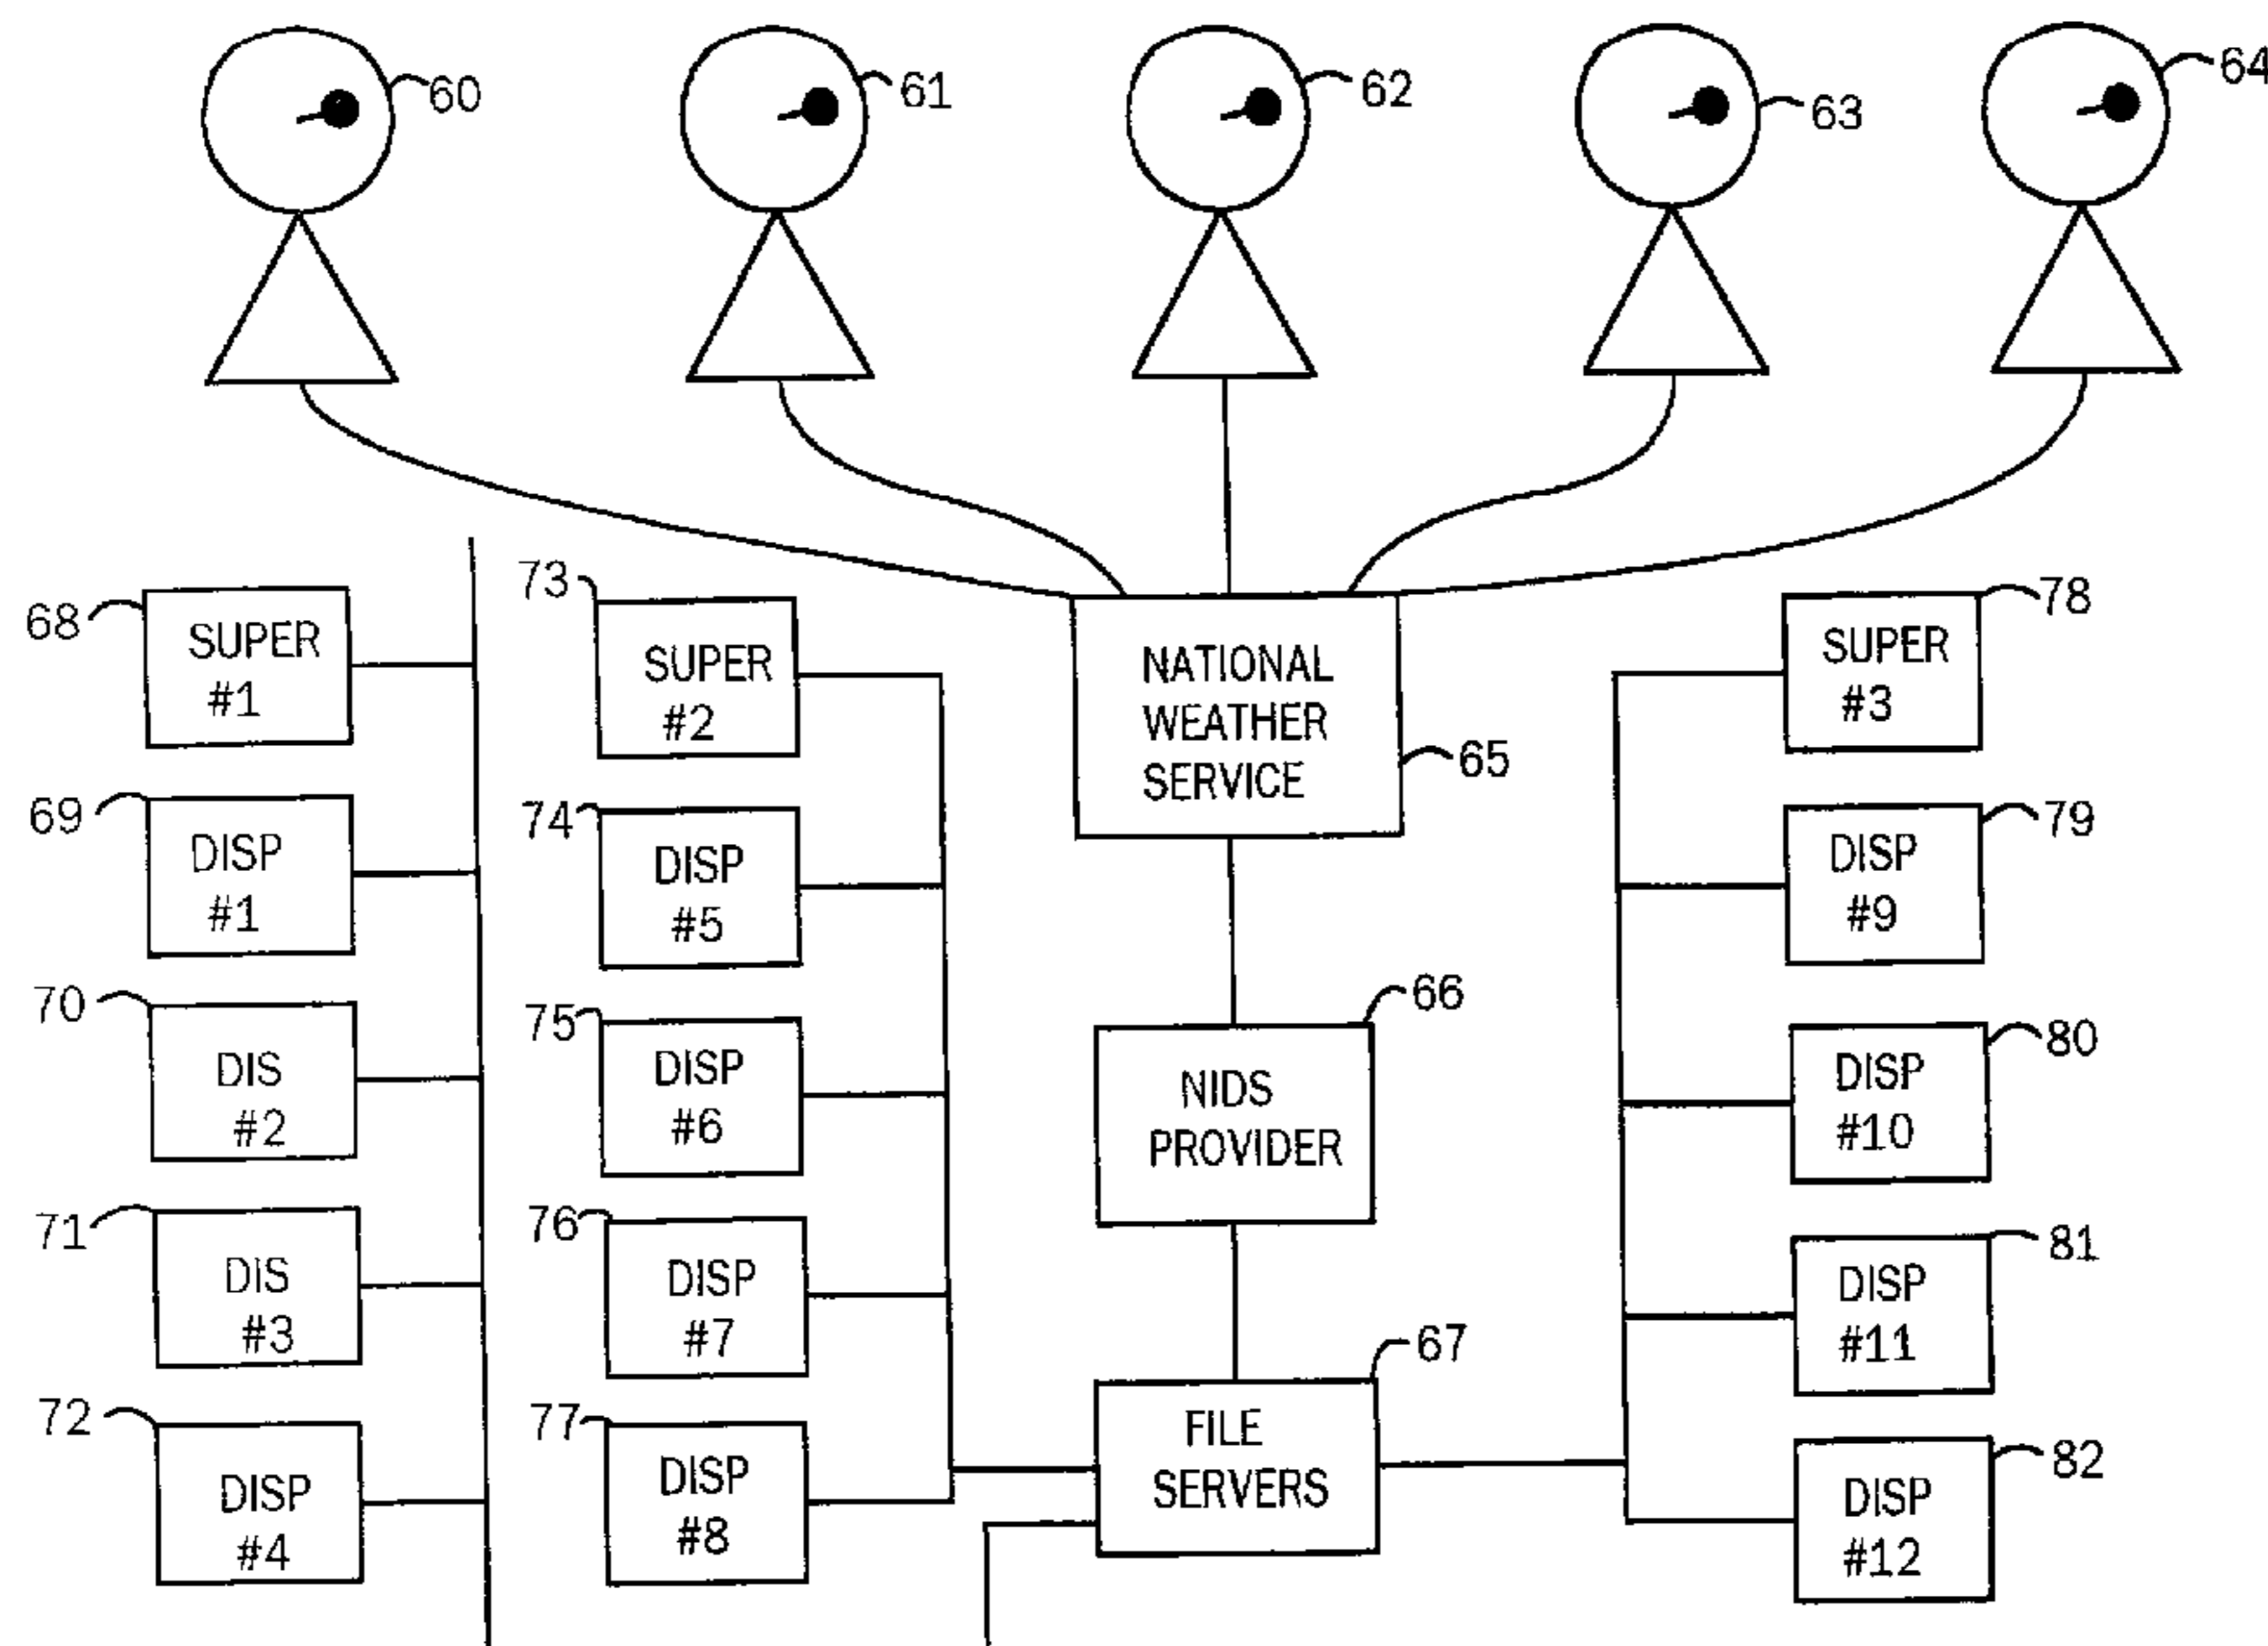 60
61
62
63
64
68
SUPER
#1
69
DISP
#1
70
DIS
#2
71
DIS
#3
72
DISP
#4
73
SUPER
#2
74
DISP
#5
75
DISP
#6
76
DISP
#7
77
DISP
#8
NATIONAL
WEATHER
SERVICE
65
66
NIDS
PROVIDER
67
FILE
SERVERS
78
SUPER
#3
79
DISP
#9
80
DISP
#10
81
DISP
#11
82
DISP
#12